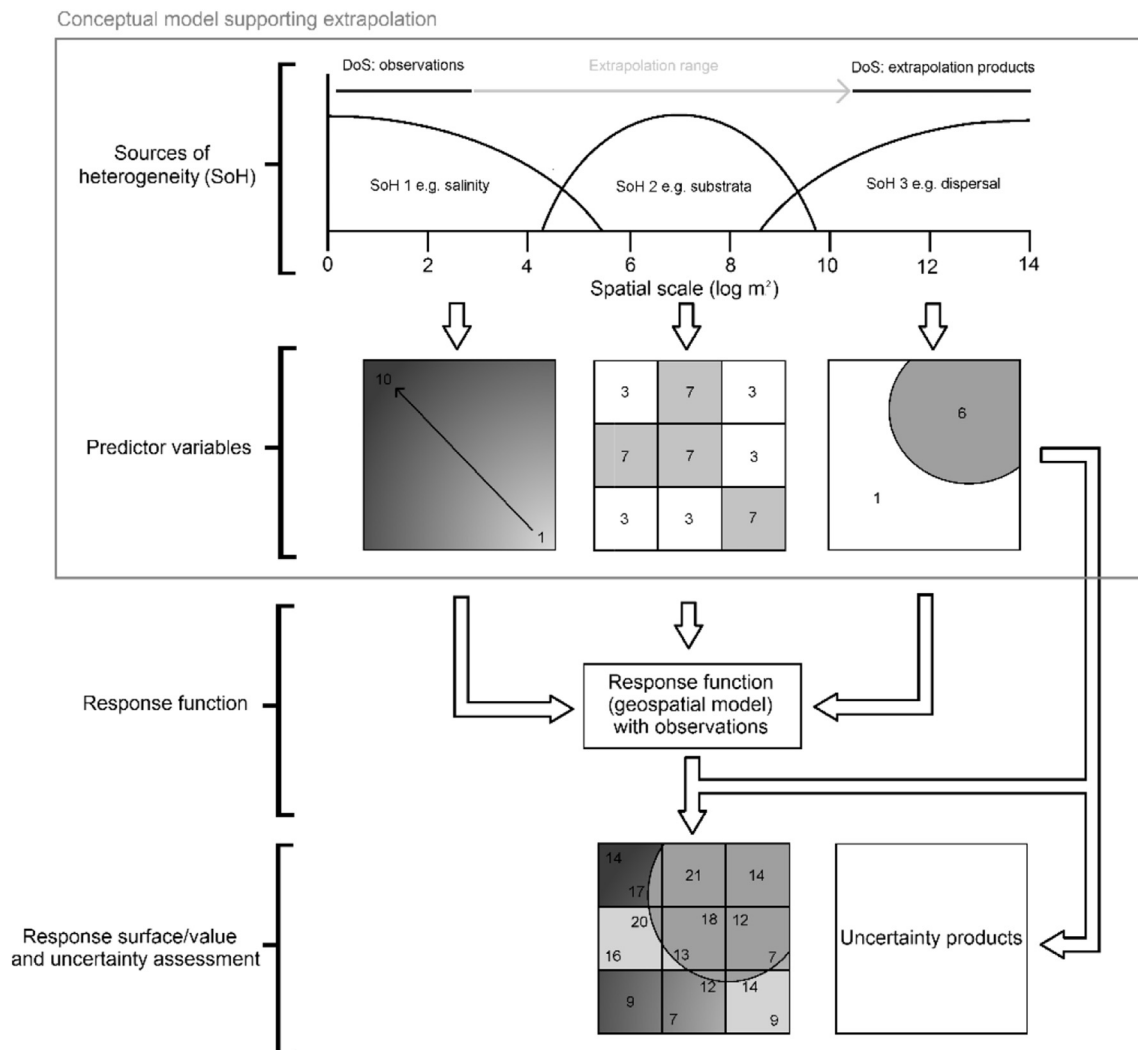 Conceptual model supporting extrapolation
DoS: observations
Extrapolation range
DoS: extrapolation products
Sources of
heterogeneity (SoH)
SoH 1 e.g. salinity
SoH 2 e.g. substrata
SoH 3 e.g. dispersal
0 2 4 6 8 10 12 14
Spatial scale (log m²)
Predictor variables
10
1
3 7 3
7 7 3
3 3 7
6
1
Response function
Response function
(geospatial model)
with observations
Response surface/value
and uncertainty assessment
14
17
21
14
20
16
18
13
12
7
9
12
7
14
9
Uncertainty products